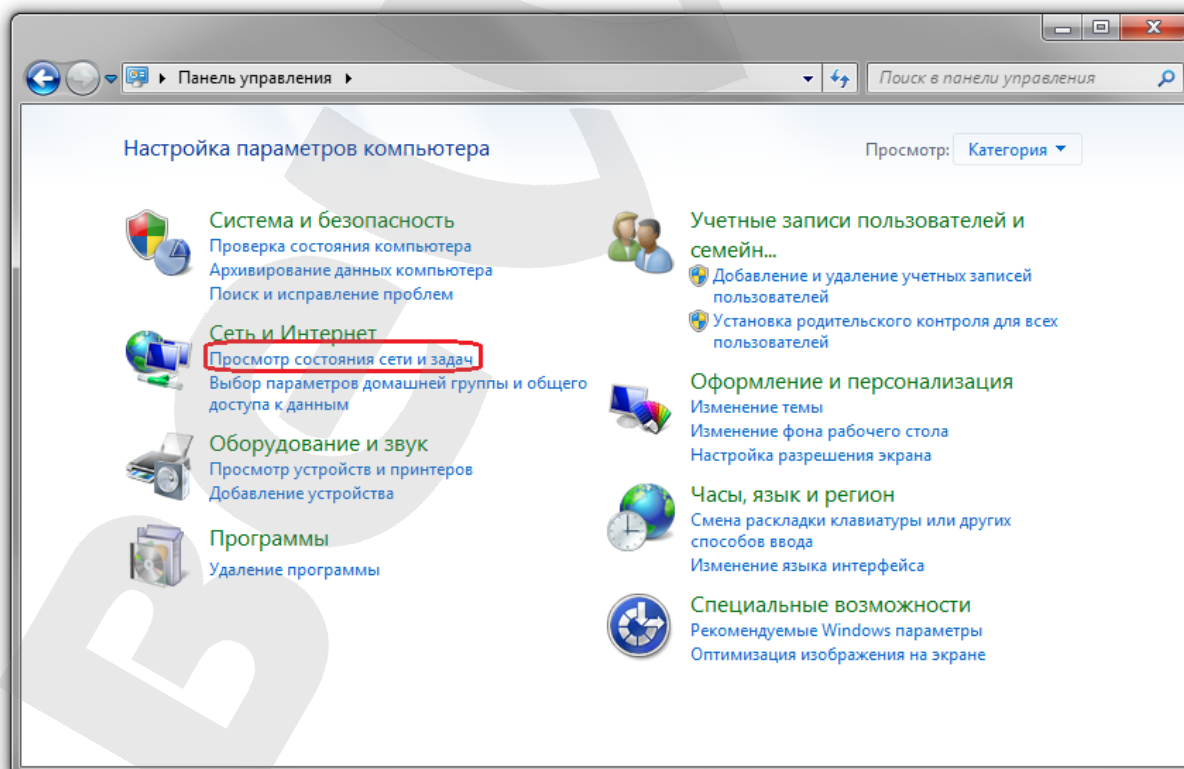 Панель управления
Поиск в панели управления
Настройка параметров компьютера
Просмотр: Категория
Система и безопасность
Проверка состояния компьютера
Архивирование данных компьютера
Поиск и исправление проблем
Сеть и Интернет
Просмотр состояния сети и задач
Выбор параметров домашней группы и общего
доступа к данным
Оборудование и звук
Просмотр устройств и принтеров
Добавление устройства
Программы
Удаление программы
Учетные записи пользователей и
семейн...
Добавление и удаление учетных записей
пользователей
Установка родительского контроля для всех
пользователей
Оформление и персонализация
Изменение темы
Изменение фона рабочего стола
Настройка разрешения экрана
Часы, язык и регион
Смена раскладки клавиатуры или других
способов ввода
Изменение языка интерфейса
Специальные возможности
Рекомендуемые Windows параметры
Оптимизация изображения на экране